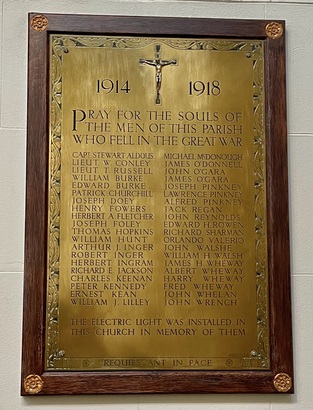 1914 1918
PRAY FOR THE SOULS OF
THE MEN OF THIS PARISH
WHO FELL IN THE GREAT WAR
CAPT. STEWART ALDOUS
LIEUT. W. CONLEY
LIEUT. T. RUSSELL
WILLIAM BURKE
EDWARD BURKE
PATRICK CHURCHILL
JOSEPH DOEY
HENRY FOWERS
HERBERT A. FLETCHER
JOSEPH FOLEY
THOMAS HOPKINS
WILLIAM HUNT
ARTHUR J. INGER
ROBERT INGER
HERBERT INGRAM
RICHARD E. JACKSON
CHARLES KEENAN
PETER KENNEDY
ERNEST KEAN
WILLIAM J. LILLEY
MICHAEL McDONOUGH
JAMES O'DONNELL
JOHN O'GARA
JAMES O'GARA
JOSEPH PINKNEY
LAWRENCE PINKNEY
ALFRED PINKNEY
JACK REGAN
JOHN REYNOLDS
EDWARD H. ROWEN
RICHARD SHARMAN
ORLANDO VALERIO
JOHN WALSHE
WILLIAM H. WALSH
JAMES H. WHEWAY
ALBERT WHEWAY
HARRY WHEWAY
FRED WHEWAY
JOHN WHELAN
JOHN WRENCH
THE ELECTRIC LIGHT WAS INSTALLED IN
THIS CHURCH IN MEMORY OF THEM
REQUIESCANT IN PACE